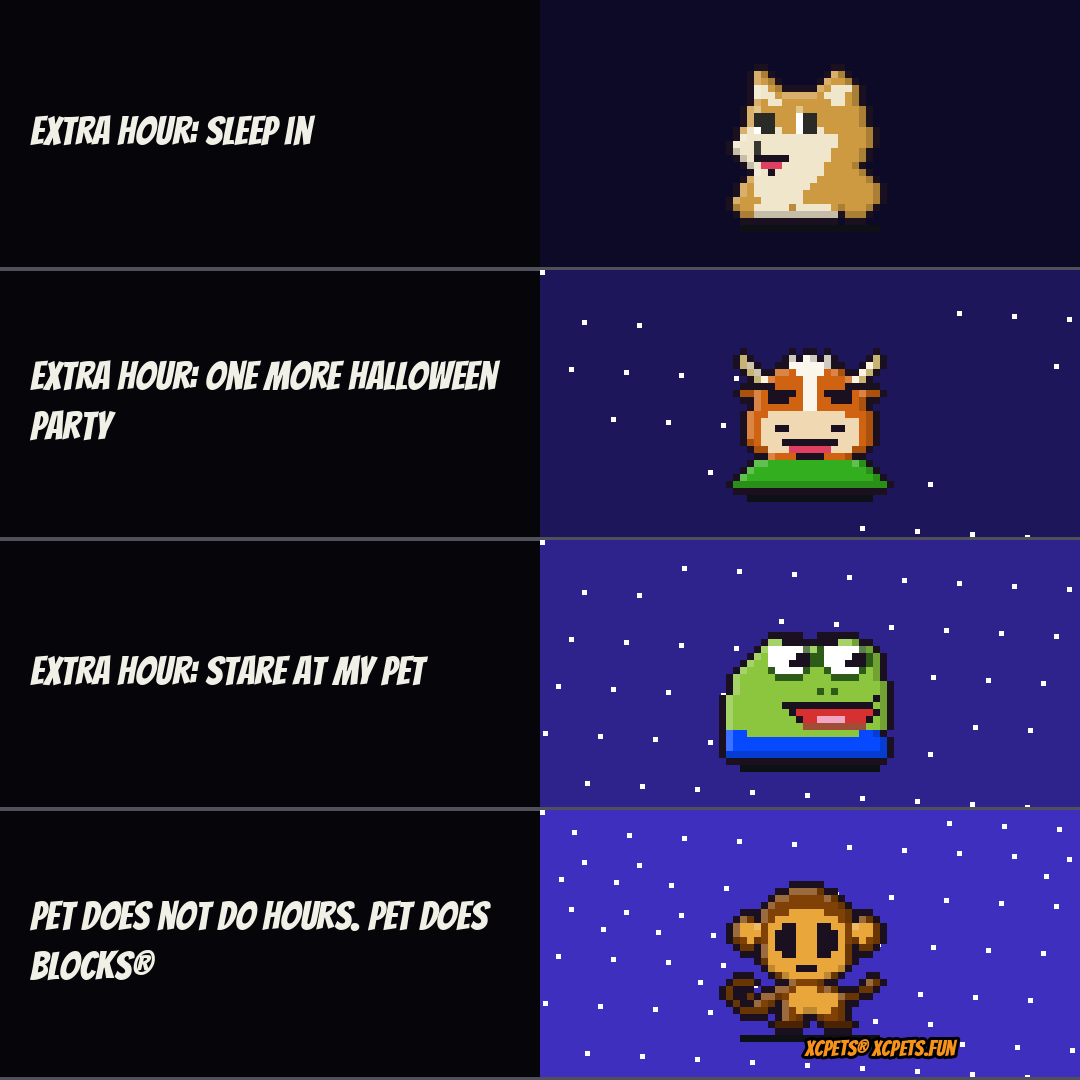 EXTRA HOUR: SLEEP IN
EXTRA HOUR: ONE MORE HALLOWEEN
PARTY
EXTRA HOUR: STARE AT MY PET
PET DOES NOT DO HOURS. PET DOES
BLOCKS®
XCPETS® XCPETS.FUN